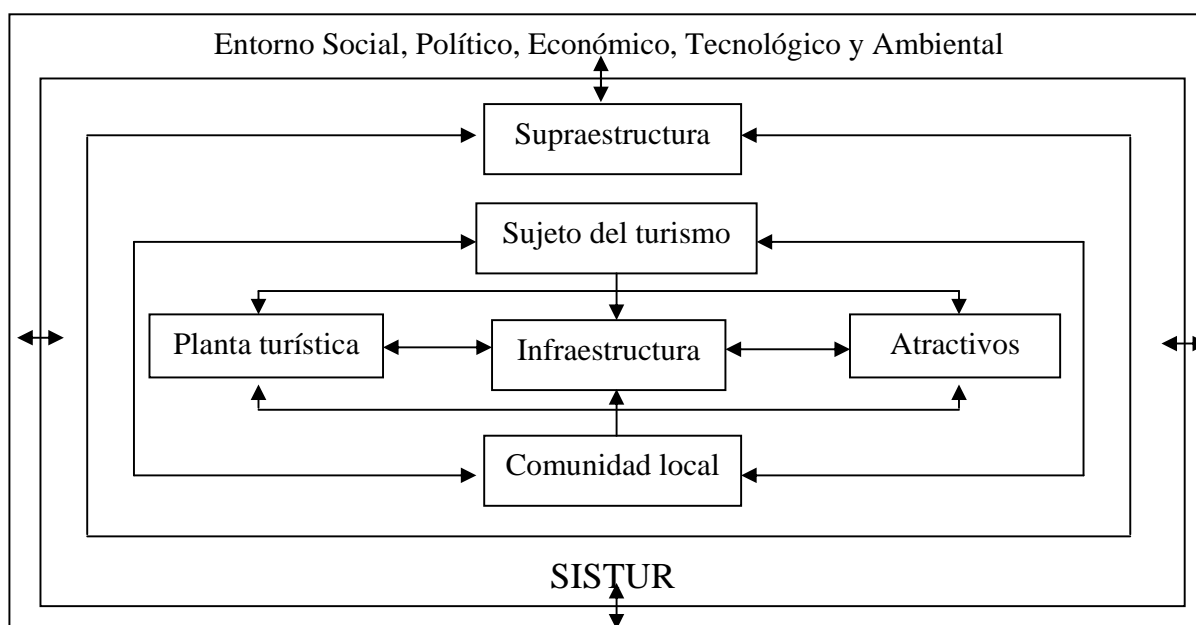 Entorno Social, Político, Económico, Tecnológico y Ambiental
Supraestructura
Sujeto del turismo
Planta turística
Infraestructura
Atractivos
Comunidad local
SISTUR